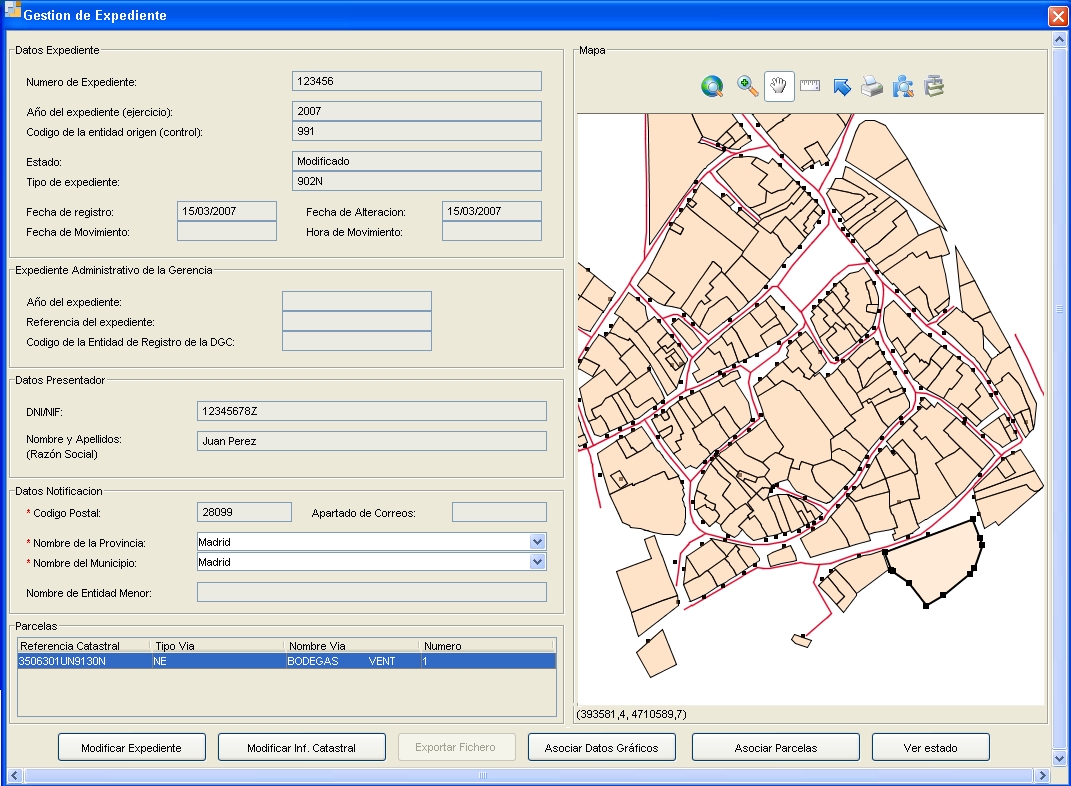 Gestion de Expediente
Datos Expediente
Numero de Expediente: 123456
Año del expediente (ejercicio): 2007
Codigo de la entidad origen (control): 991
Estado: Modificado
Tipo de expediente: 902N
Fecha de registro: 15/03/2007 Fecha de Alteracion: 15/03/2007
Fecha de Movimiento: Hora de Movimiento:
Expediente Administrativo de la Gerencia
Año del expediente:
Referencia del expediente:
Codigo de la Entidad de Registro de la DGC:
Datos Presentador
DNI/NIF: 12345678Z
Nombre y Apellidos: Juan Perez
(Razón Social)
Datos Notificacion
* Codigo Postal: 28099 Apartado de Correos:
* Nombre de la Provincia: Madrid
* Nombre del Municipio: Madrid
Nombre de Entidad Menor:
Parcelas
Referencia Catastral Tipo Via Nombre Via Numero
3506301UN9130N NE BODEGAS VENT 1
Mapa
(393581,4, 4710589,7)
Modificar Expediente Modificar Inf. Catastral Exportar Fichero Asociar Datos Gráficos Asociar Parcelas Ver estado